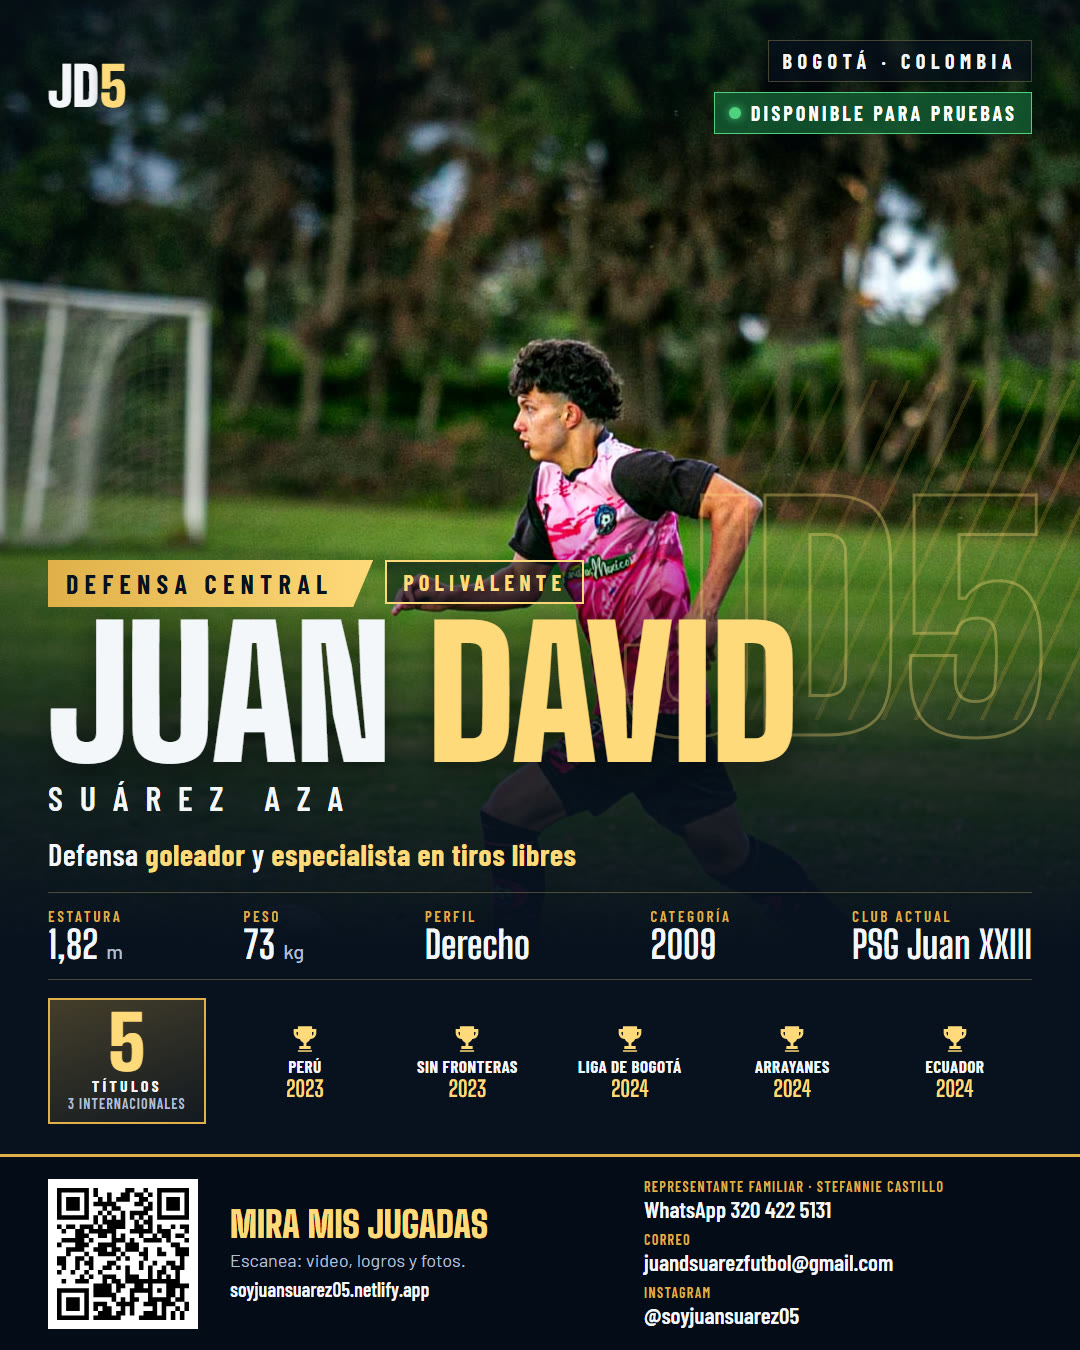 JD5
BOGOTÁ · COLOMBIA
DISPONIBLE PARA PRUEBAS
JD5
DEFENSA CENTRAL
POLIVALENTE
JUAN DAVID
SUÁREZ AZA
Defensa goleador y especialista en tiros libres
ESTATURA
1,82 m
PESO
73 kg
PERFIL
Derecho
CATEGORÍA
2009
CLUB ACTUAL
PSG Juan XXIII
5
TÍTULOS
3 INTERNACIONALES
PERÚ
2023
SIN FRONTERAS
2023
LIGA DE BOGOTÁ
2024
ARRAYANES
2024
ECUADOR
2024
MIRA MIS JUGADAS
Escanea: video, logros y fotos.
soyjuansuarez05.netlify.app
REPRESENTANTE FAMILIAR · STEFANNIE CASTILLO
WhatsApp 320 422 5131
CORREO
juandsuarezfutbol@gmail.com
INSTAGRAM
@soyjuansuarez05